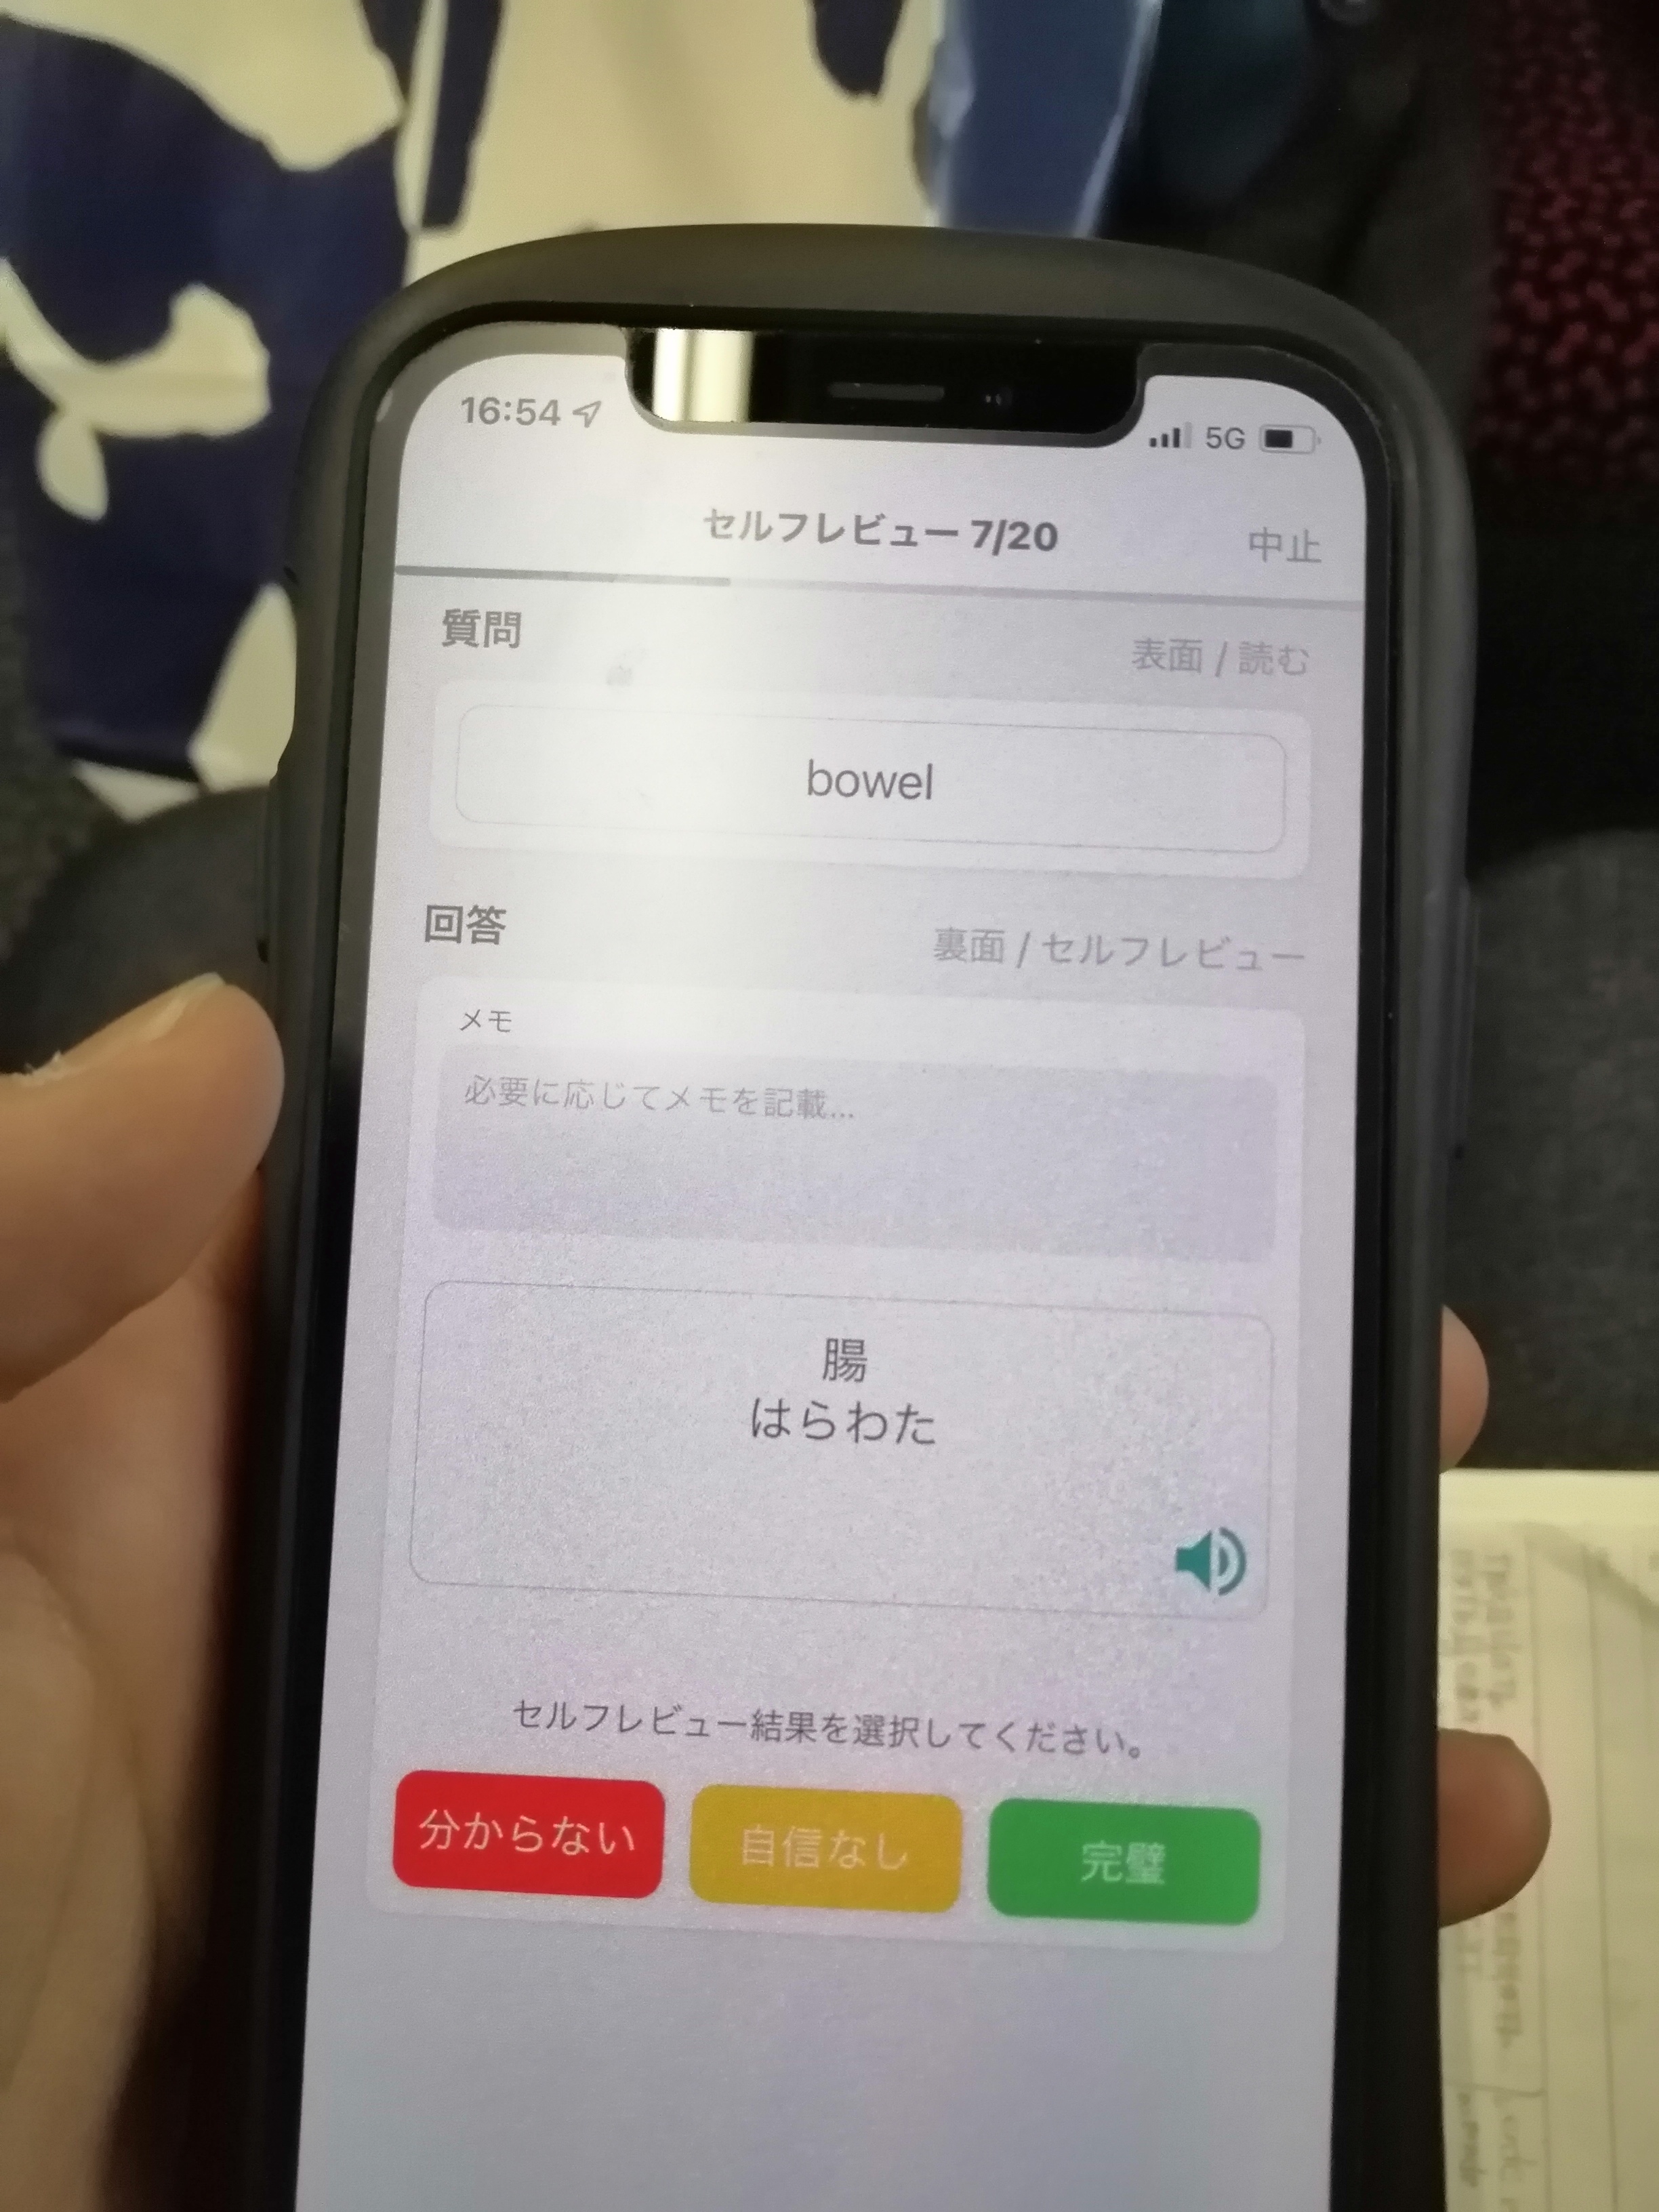 16:54
5G
セルフレビュー 7/20
中止
質問
表面 / 読む
bowel
回答
裏面 / セルフレビュー
メモ
必要に応じてメモを記載...
腸
はらわた
セルフレビュー結果を選択してください。
分からない
自信なし
完璧